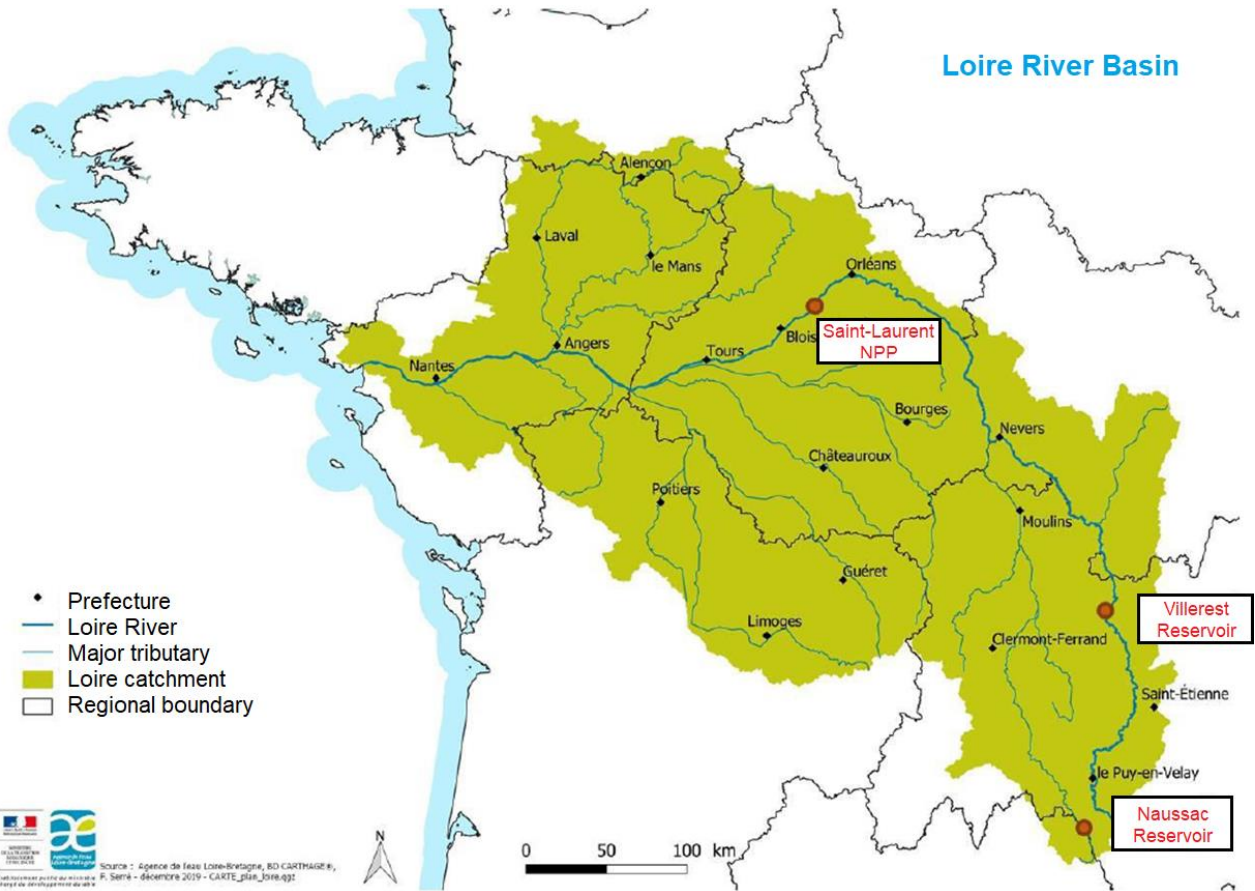 Loire River Basin
Alençon
Laval
le Mans
Orléans
Saint-Laurent
NPP
Blois
Angers
Tours
Nantes
Bourges
Nevers
Châteauroux
Poitiers
Moulins
Guéret
Villerest
Reservoir
Limoges
Clermont-Ferrand
Saint-Étienne
le Puy-en-Velay
Naussac
Reservoir
Prefecture
Loire River
Major tributary
Loire catchment
Regional boundary
N
0 50 100 km
Source : Agence de l'eau Loire-Bretagne, BD CARTHAGE®,
F. Serré - décembre 2019 - CARTE_plan_loire.qgz